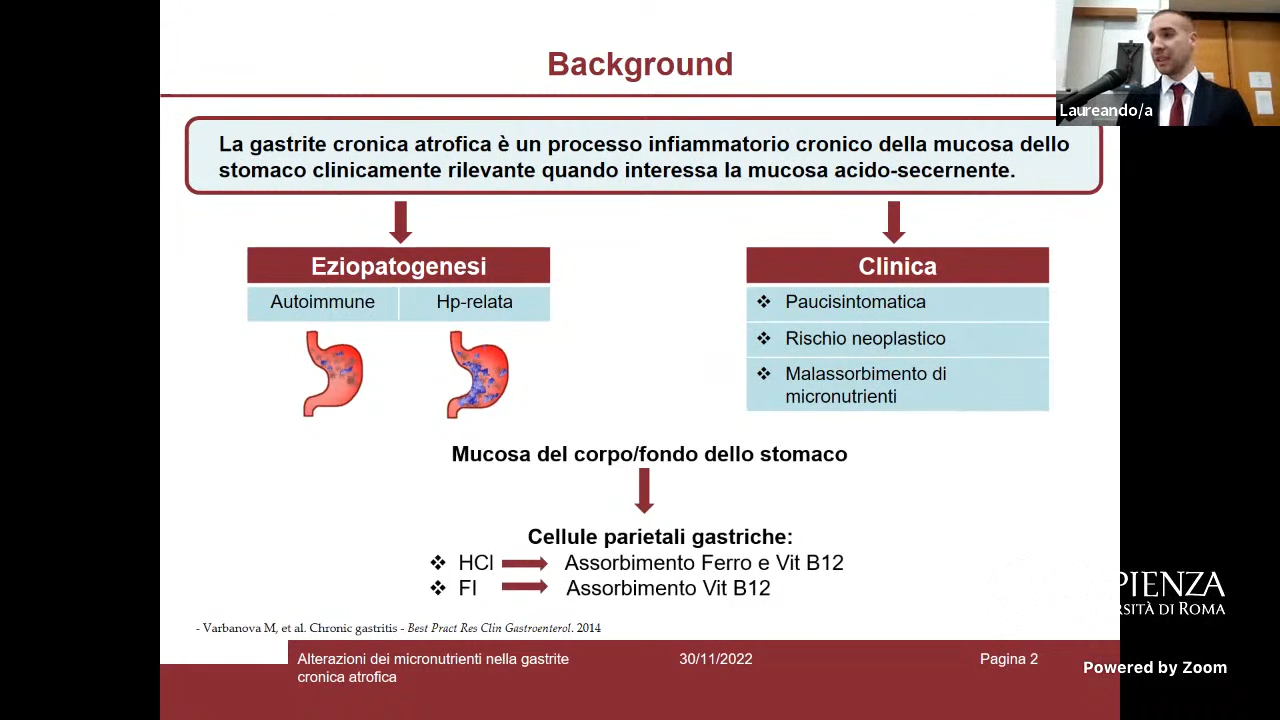 Background
Laureando/a
La gastrite cronica atrofica è un processo infiammatorio cronico della mucosa dello
stomaco clinicamente rilevante quando interessa la mucosa acido-secernente.
Eziopatogenesi
Autoimmune
Hp-relata
Clinica
❖ Paucisintomatica
❖ Rischio neoplastico
❖ Malassorbimento di
micronutrienti
Mucosa del corpo/fondo dello stomaco
Cellule parietali gastriche:
❖ HCl Assorbimento Ferro e Vit B12
❖ FI Assorbimento Vit B12
- Varbanova M, et al. Chronic gastritis - Best Pract Res Clin Gastroenterol. 2014
Alterazioni dei micronutrienti nella gastrite
cronica atrofica
30/11/2022
Pagina 2
PIENZA
RSITÀ DI ROMA
Powered by Zoom